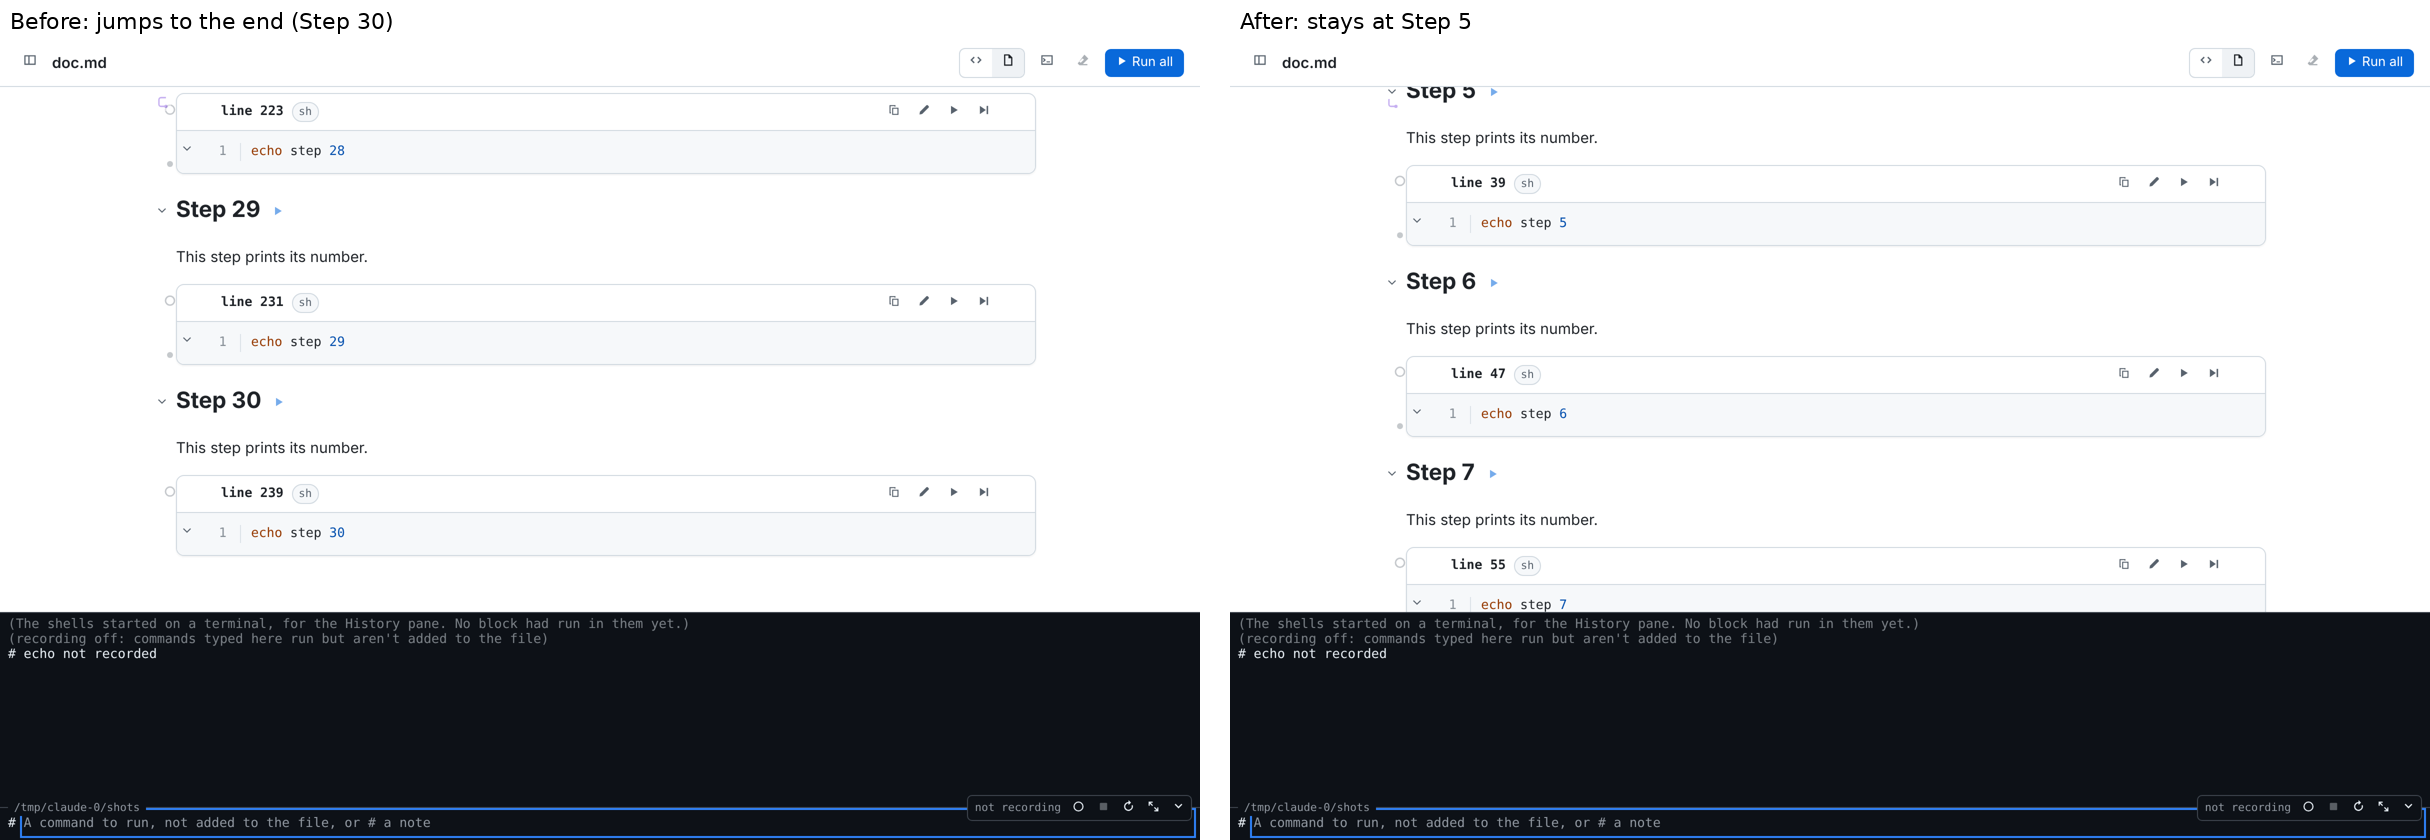 Before: jumps to the end (Step 30)
doc.md
Run all
line 223 sh
1 echo step 28
Step 29
This step prints its number.
line 231 sh
1 echo step 29
Step 30
This step prints its number.
line 239 sh
1 echo step 30
(The shells started on a terminal, for the History pane. No block had run in them yet.)
(recording off: commands typed here run but aren't added to the file)
# echo not recorded
/tmp/claude-0/shots
not recording
# A command to run, not added to the file, or # a note
After: stays at Step 5
doc.md
Run all
Step 5
This step prints its number.
line 39 sh
1 echo step 5
Step 6
This step prints its number.
line 47 sh
1 echo step 6
Step 7
This step prints its number.
line 55 sh
1 echo step 7
(The shells started on a terminal, for the History pane. No block had run in them yet.)
(recording off: commands typed here run but aren't added to the file)
# echo not recorded
/tmp/claude-0/shots
not recording
# A command to run, not added to the file, or # a note